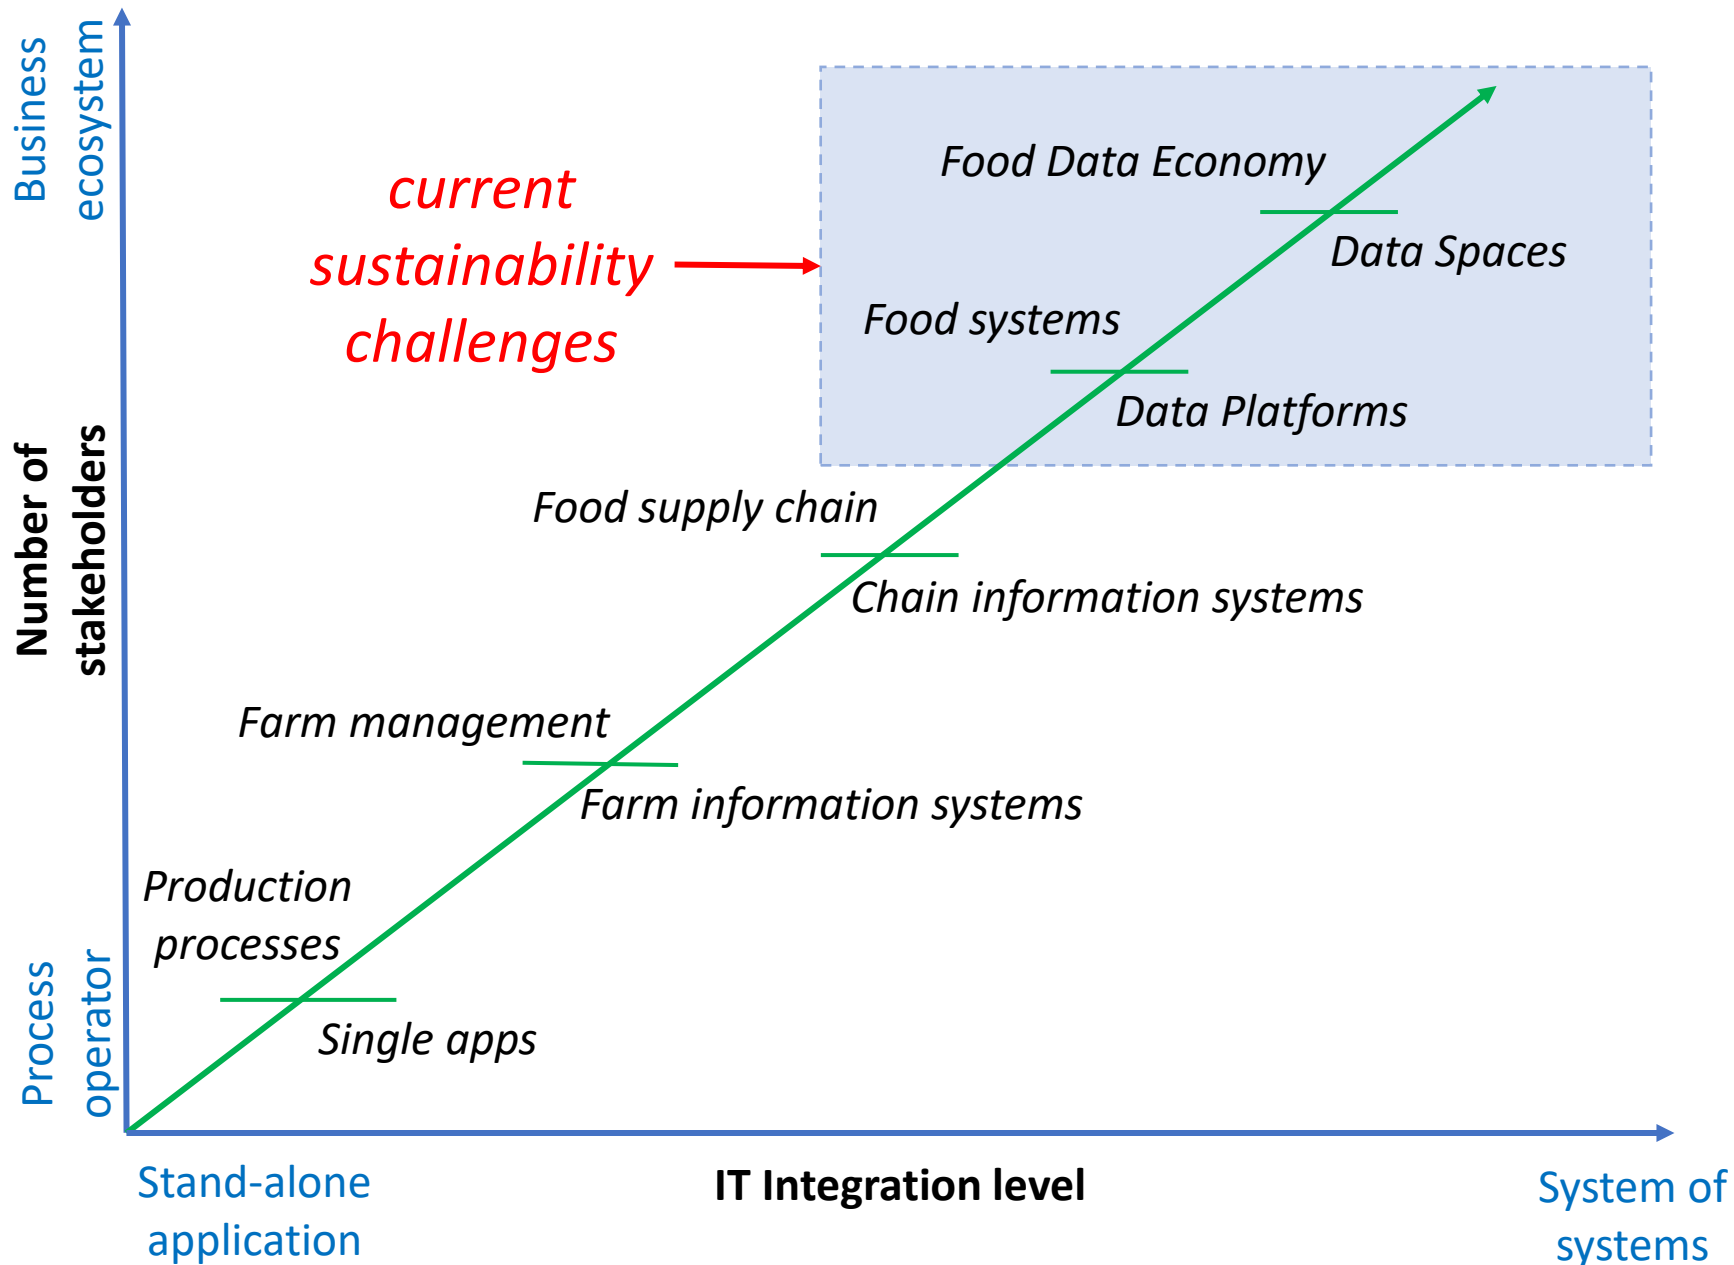 Business
ecosystem
current
sustainability
challenges
Food Data Economy
Data Spaces
Food systems
Data Platforms
Number of
stakeholders
Food supply chain
Chain information systems
Farm management
Farm information systems
Production
processes
Single apps
Process
operator
Stand-alone
application
IT Integration level
System of
systems